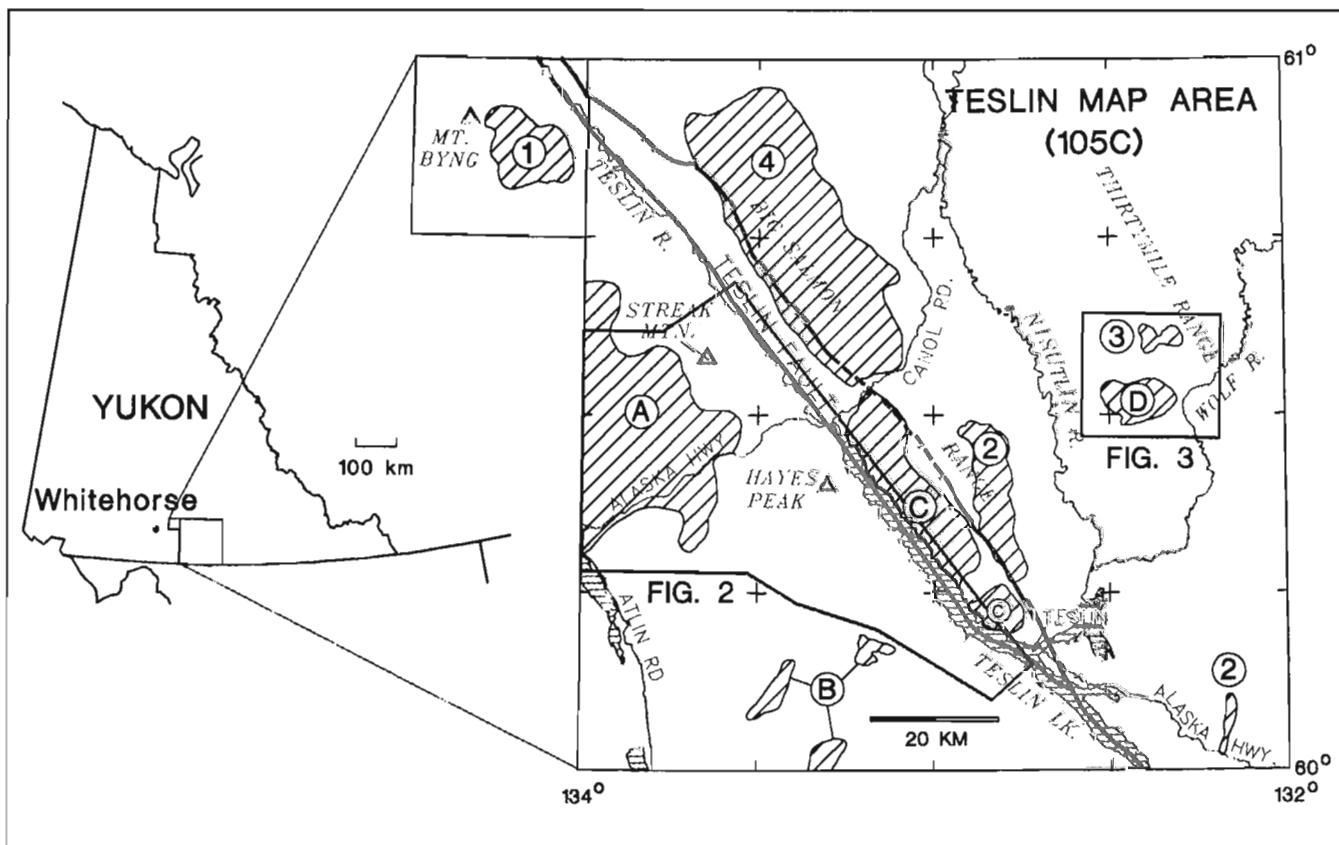 YUKON
Whitehorse
100 km
61°
TESLIN MAP AREA
(105C)
MT.
BYNG
1
4
TESLIN R.
BIG SALMON
THIRTYMILE RANGE
STREAK
MTN.
TESLIN FAULT
CANOL RD.
NISUTLIN R.
3
D
WOLF R.
FIG. 3
A
ALASKA HWY
HAYES
PEAK
2
RANGE
C
FIG. 2
ATLIN RD
C
TESLIN
TESLIN LK.
B
2
ALASKA HWY.
20 KM
134°
60°
132°